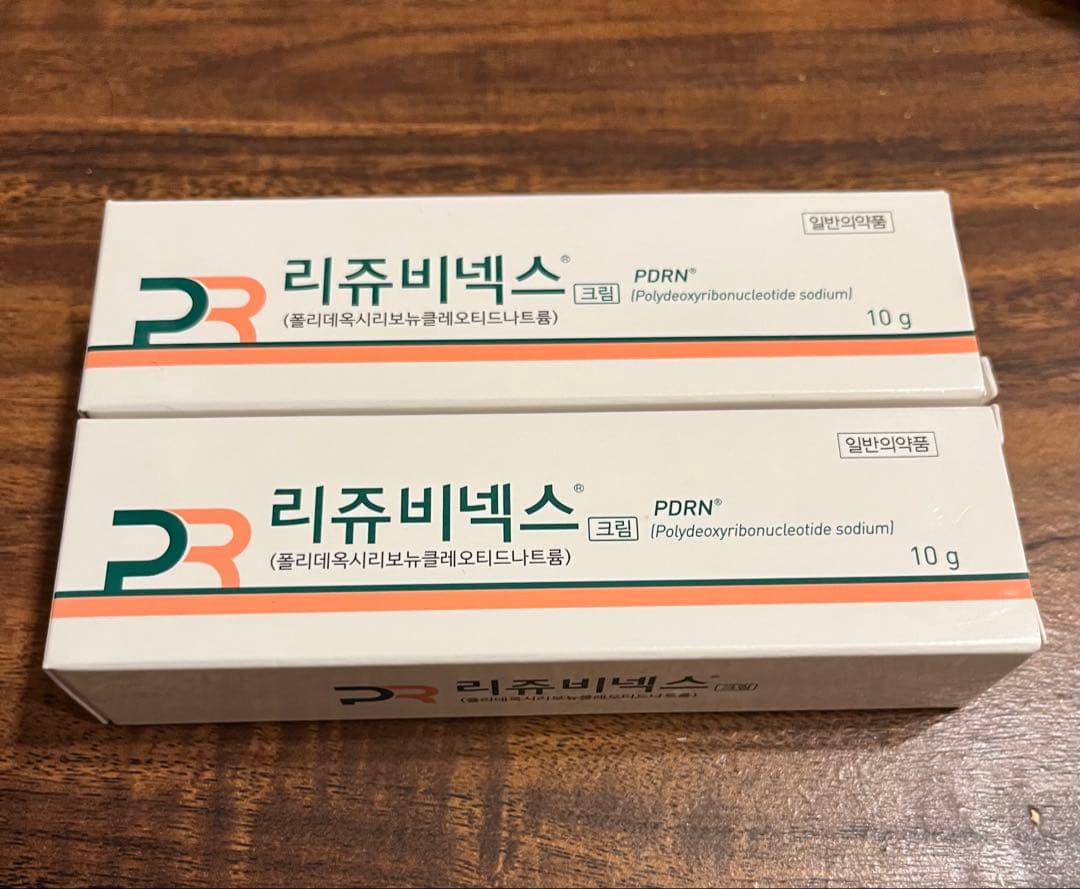 일반의약품
PR 리쥬비넥스® 크림 PDRN®
(Polydeoxyribonucleotide sodium)
(폴리데옥시리보뉴클레오티드나트륨)
10 g
일반의약품
PR 리쥬비넥스® 크림 PDRN®
(Polydeoxyribonucleotide sodium)
(폴리데옥시리보뉴클레오티드나트륨)
10 g
PR 리쥬비넥스® 크림
(폴리데옥시리보뉴클레오티드나트륨)